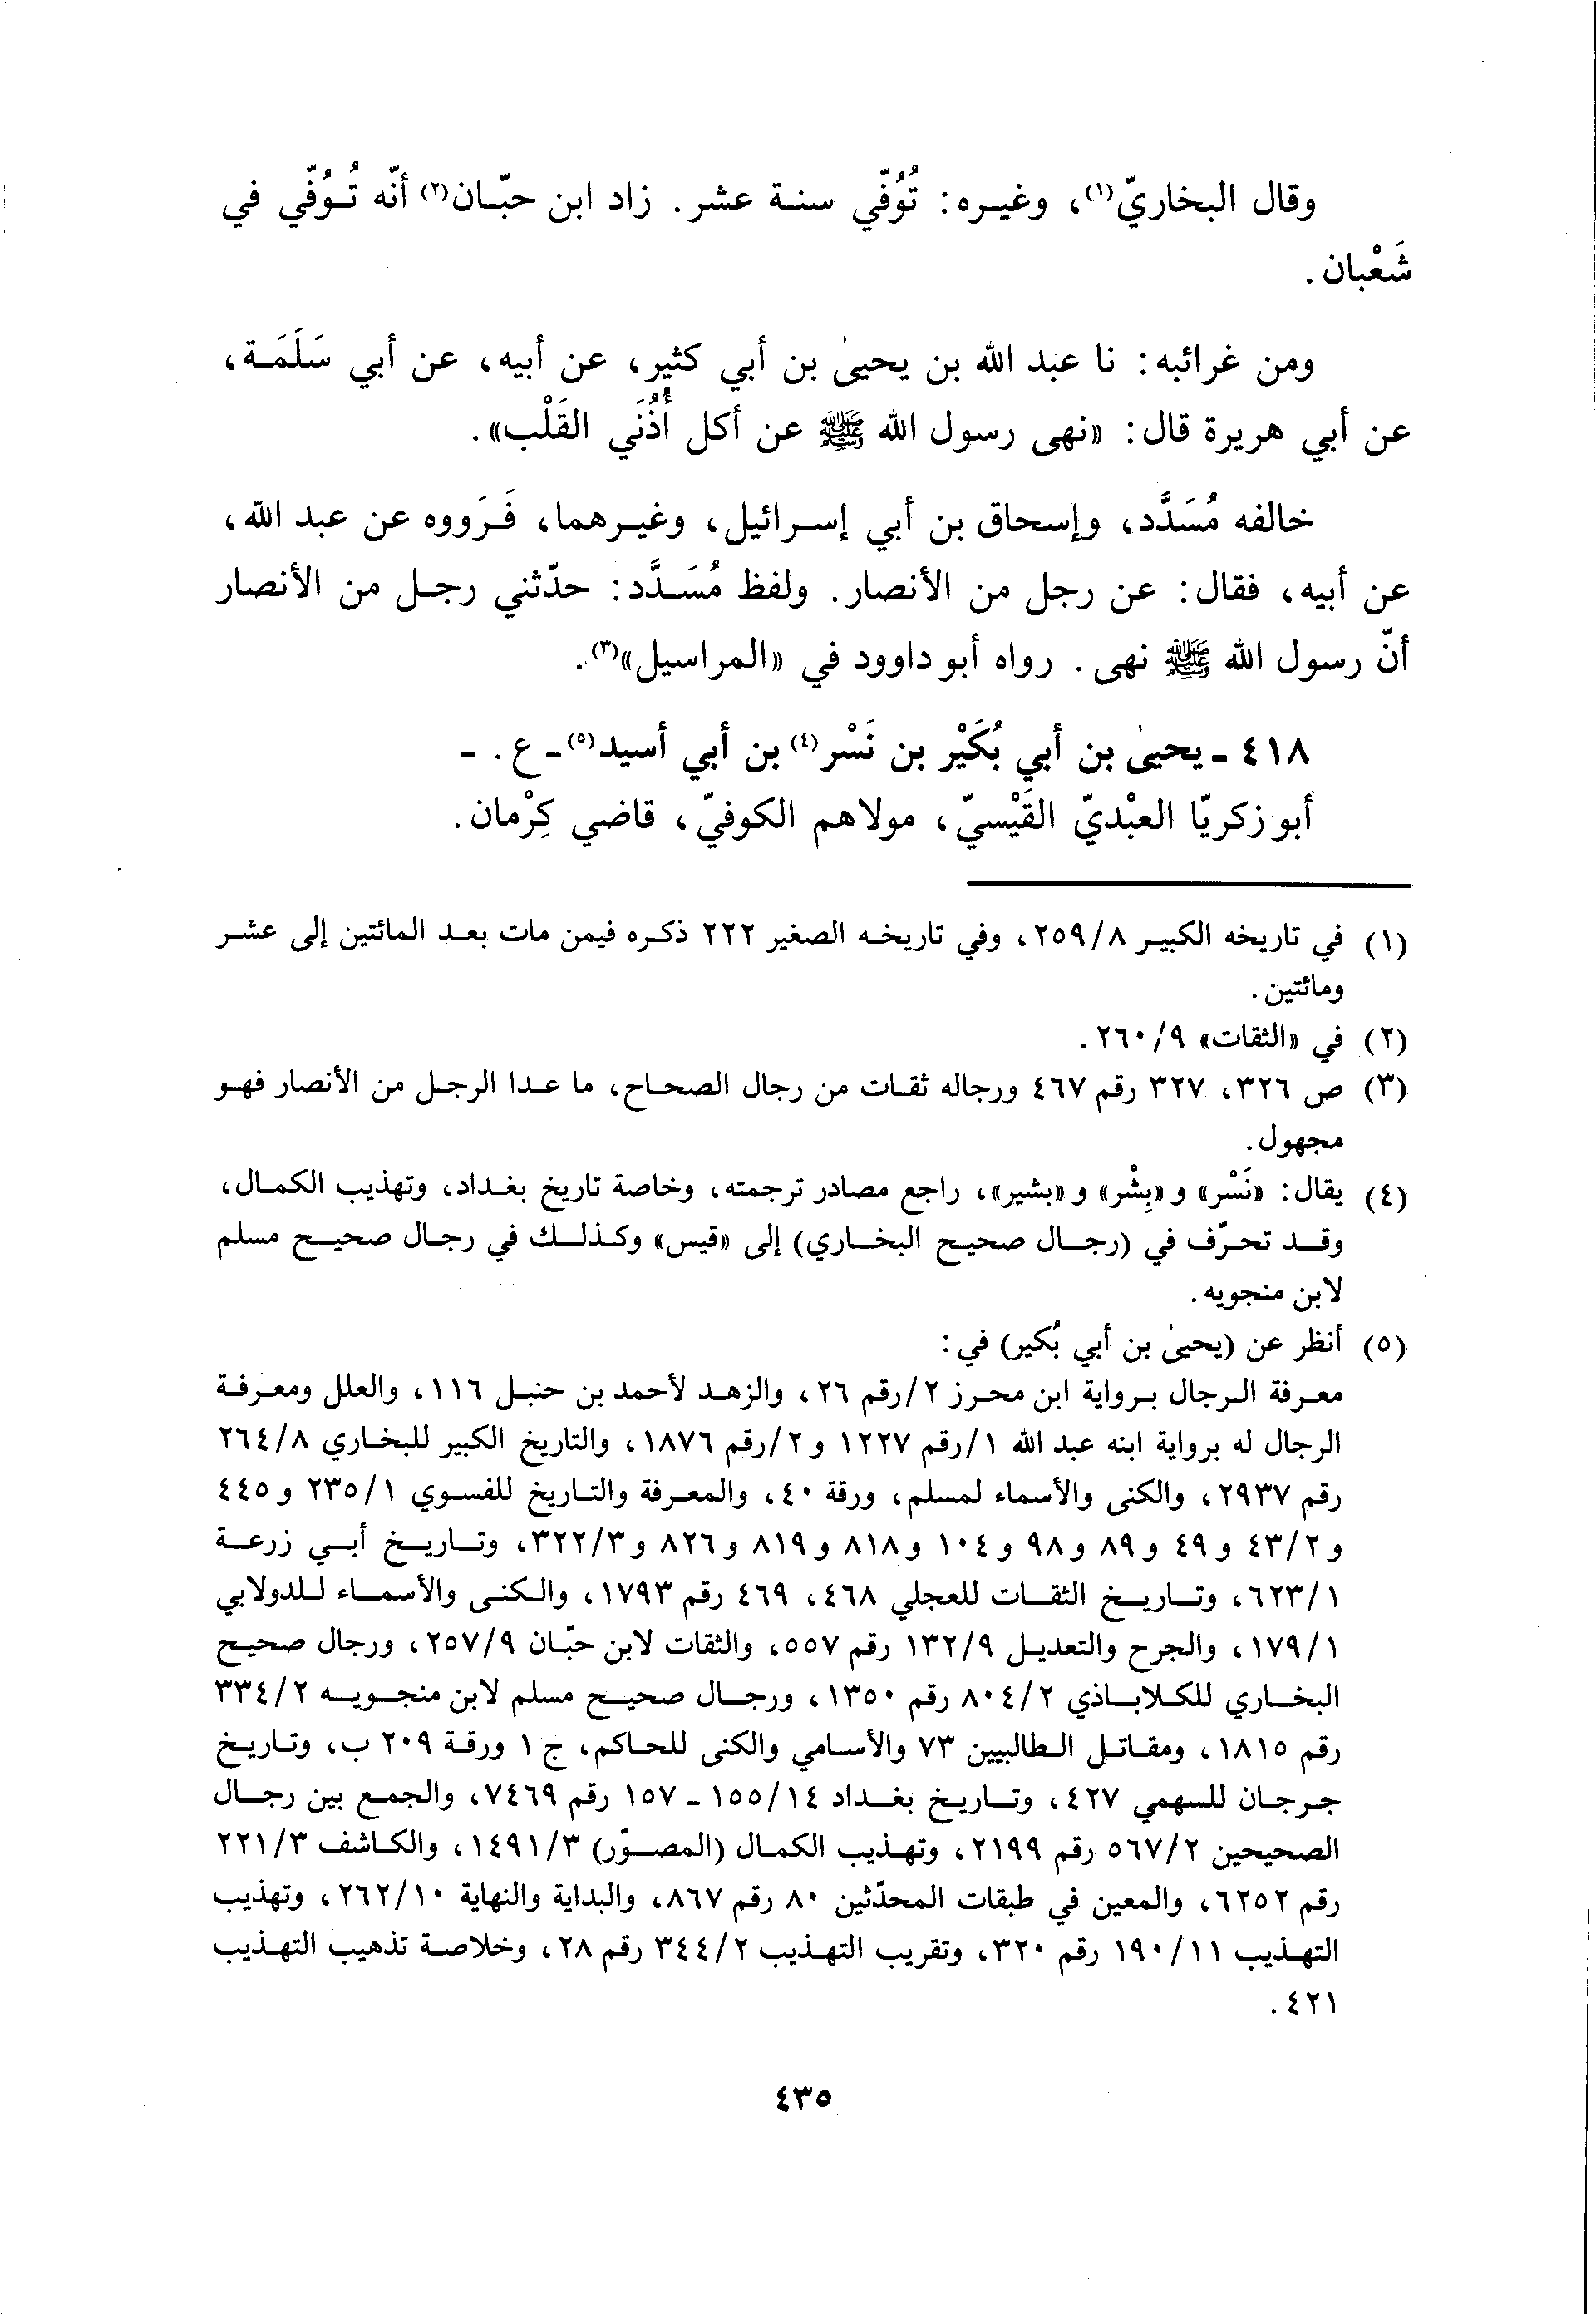 وقال البخاريّ(١)، وغيره: تُوُفّي سنة عشر. زاد ابن حبّان(٢) أنّه تُوُفّي في
شَعْبان.
ومن غرائبه: نا عبد الله بن يحيىٰ بن أبي كثير، عن أبيه، عن أبي سَلَمَة،
عن أبي هريرة قال: «نهى رسول الله ﷺ عن أكل أُذُنَي القَلْب».
خالفه مُسَدَّد، وإسحاق بن أبي إسرائيل، وغيرهما، فَرَووه عن عبد الله،
عن أبيه، فقال: عن رجل من الأنصار. ولفظ مُسَدَّد: حدّثني رجل من الأنصار
أنّ رسول الله ﷺ نهى. رواه أبو داوود في «المراسيل»(٣).
٤١٨ - يحيىٰ بن أبي بُكَيْر بن نَسْر(٤) بن أبي أسيد(٥) - ع. -
أبو زكريّا العبْديّ القَيْسيّ، مولاهم الكوفيّ، قاضي كِرْمان.
(١) في تاريخه الكبير ٢٥٩/٨، وفي تاريخه الصغير ٢٢٢ ذكره فيمن مات بعد المائتين إلى عشر
ومائتين.
(٢) في «الثقات» ٢٦٠/٩.
(٣) ص ٣٢٦، ٣٢٧ رقم ٤٦٧ ورجاله ثقات من رجال الصحاح، ما عدا الرجل من الأنصار فهو
مجهول.
(٤) يقال: «نَسْر» و«بِشْر» و«بشير»، راجع مصادر ترجمته، وخاصة تاريخ بغداد، وتهذيب الكمال،
وقد تحرّف في (رجال صحيح البخاري) إلى «قيس» وكذلك في رجال صحيح مسلم
لابن منجويه.
(٥) أنظر عن (يحيىٰ بن أبي بُكير) في:
معرفة الرجال برواية ابن محرز ٢/رقم ٢٦، والزهد لأحمد بن حنبل ١١٦، والعلل ومعرفة
الرجال له برواية ابنه عبد الله ١/رقم ١٢٢٧ و٢/رقم ١٨٧٦، والتاريخ الكبير للبخاري ٢٦٤/٨
رقم ٢٩٣٧، والكنى والأسماء لمسلم، ورقة ٤٠، والمعرفة والتاريخ للفسوي ٢٣٥/١ و٤٤٥
و٤٣/٢ و٤٩ و٨٩ و٩٨ و١٠٤ و٨١٨ و٨١٩ و٨٢٦ و٣٢٢/٣، وتاريخ أبي زرعة
٦٢٣/١، وتاريخ الثقات للعجلي ٤٦٨، ٤٦٩ رقم ١٧٩٣، والكنى والأسماء للدولابي
١٧٩/١، والجرح والتعديل ١٣٢/٩ رقم ٥٥٧، والثقات لابن حبّان ٢٥٧/٩، ورجال صحيح
البخاري للكلاباذي ٨٠٤/٢ رقم ١٣٥٠، ورجال صحيح مسلم لابن منجويه ٣٣٤/٢
رقم ١٨١٥، ومقاتل الطالبيين ٧٣ والأسامي والكنى للحاكم، ج ١ ورقة ٢٠٩ ب، وتاريخ
جرجان للسهمي ٤٢٧، وتاريخ بغداد ١٥٥/١٤ - ١٥٧ رقم ٧٤٦٩، والجمع بين رجال
الصحيحين ٥٦٧/٢ رقم ٢١٩٩، وتهذيب الكمال (المصوّر) ١٤٩١/٣، والكاشف ٢٢١/٣
رقم ٦٢٥٢، والمعين في طبقات المحدّثين ٨٠ رقم ٨٦٧، والبداية والنهاية ٢٦٢/١٠، وتهذيب
التهذيب ١٩٠/١١ رقم ٣٢٠، وتقريب التهذيب ٣٤٤/٢ رقم ٢٨، وخلاصة تذهيب التهذيب
٤٢١.
٤٣٥